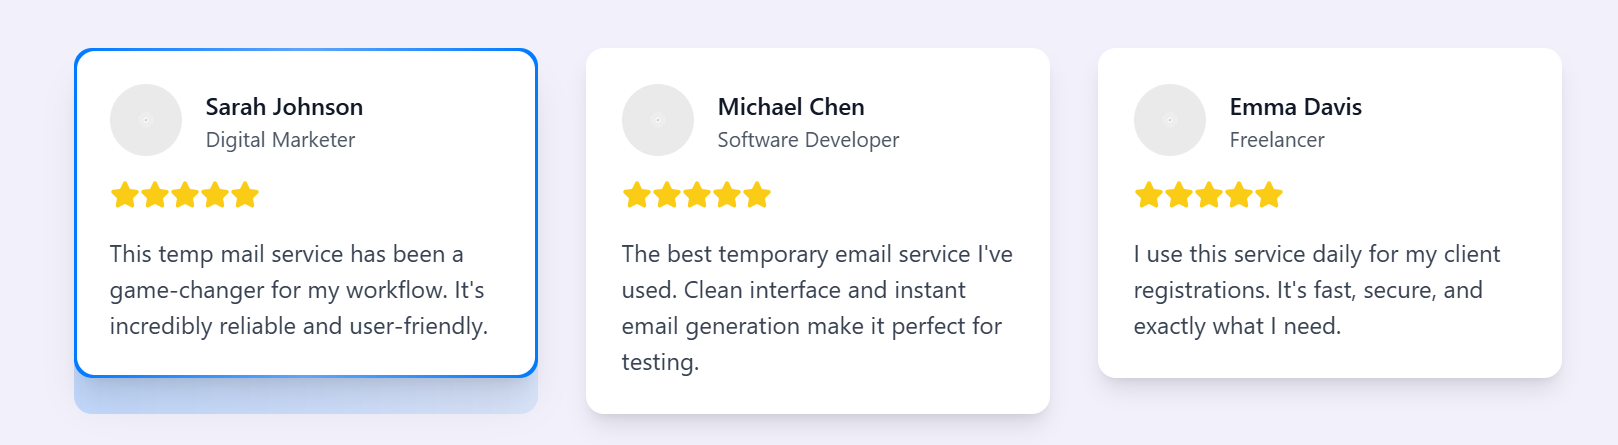 Sarah Johnson
Digital Marketer
This temp mail service has been a
game-changer for my workflow. It's
incredibly reliable and user-friendly.
Michael Chen
Software Developer
The best temporary email service I've
used. Clean interface and instant
email generation make it perfect for
testing.
Emma Davis
Freelancer
I use this service daily for my client
registrations. It's fast, secure, and
exactly what I need.